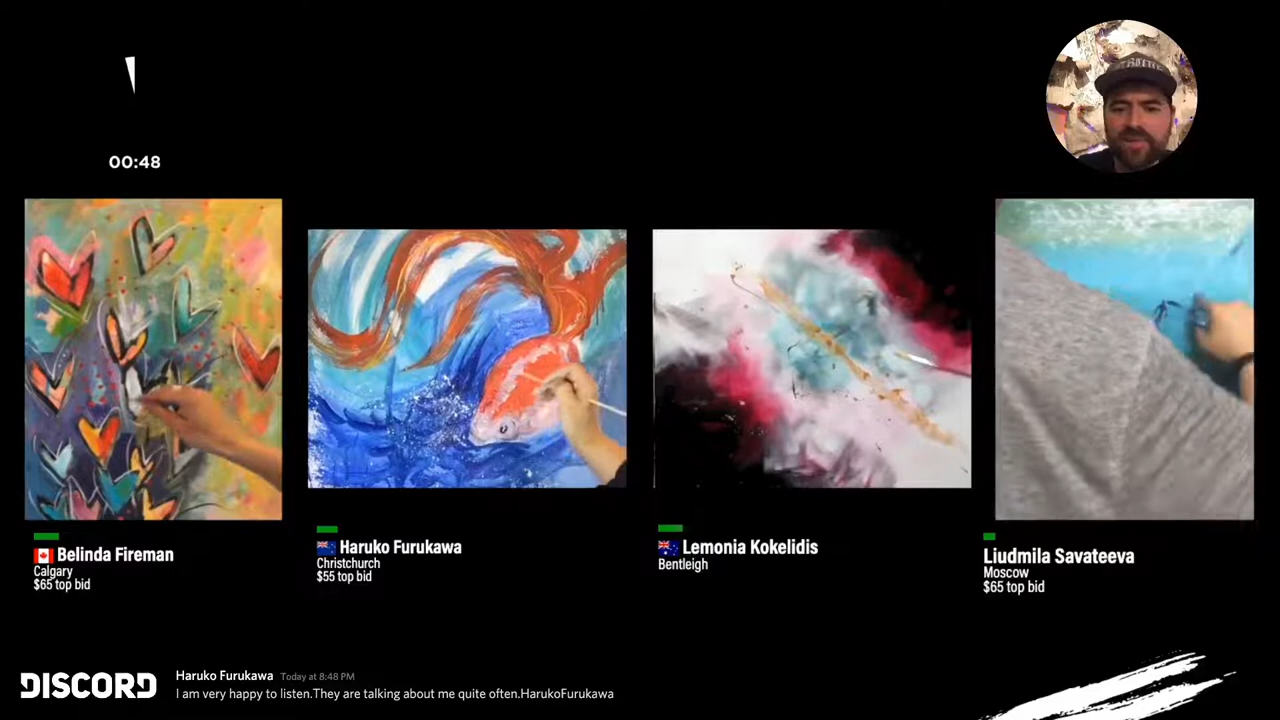 00:48
Belinda Fireman
Calgary
$65 top bid
Haruko Furukawa
Christchurch
$55 top bid
Lemonia Kokelidis
Bentleigh
Liudmila Savateeva
Moscow
$65 top bid
DISCORD
Haruko Furukawa Today at 8:48 PM
I am very happy to listen.They are talking about me quite often.HarukoFurukawa